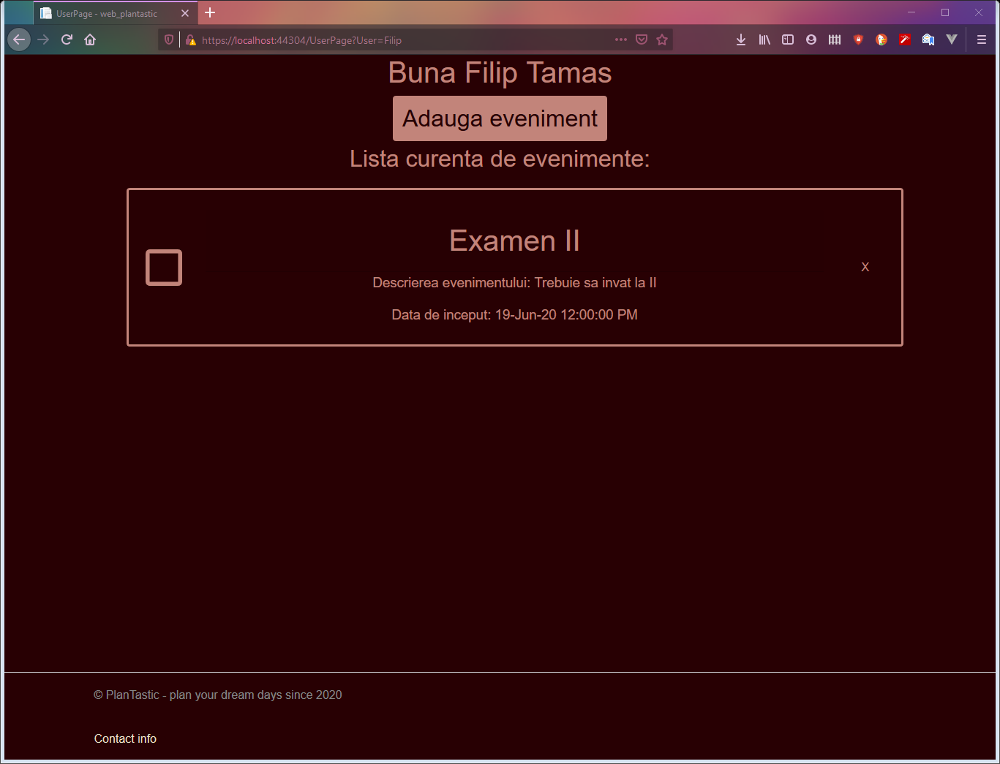 UserPage - web_plantastic
https://localhost:44304/UserPage?User=Filip
Buna Filip Tamas
Adauga eveniment
Lista curenta de evenimente:
Examen II
X
Descrierea evenimentului: Trebuie sa invat la II
Data de inceput: 19-Jun-20 12:00:00 PM
© PlanTastic - plan your dream days since 2020
Contact info